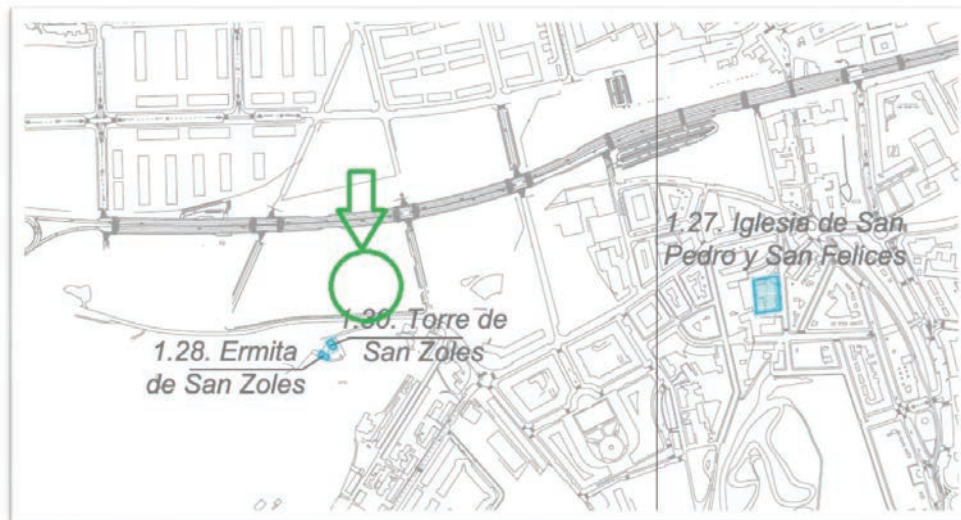 1.27. Iglesia de San
Pedro y San Felices
1.30. Torre de
San Zoles
1.28. Ermita
de San Zoles